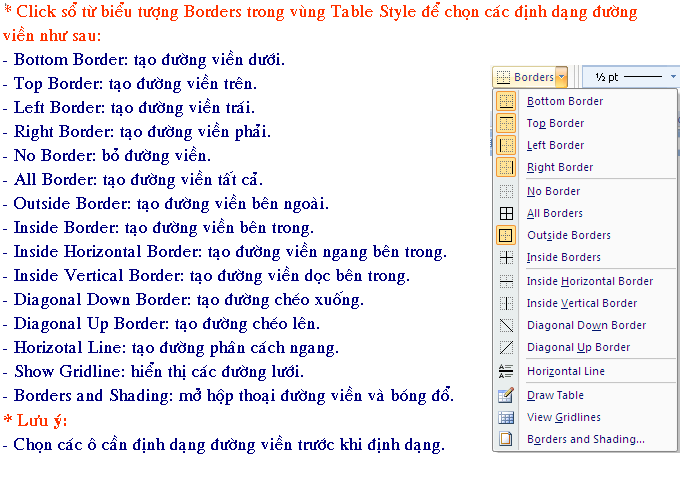 * Click sổ từ biểu tượng Borders trong vùng Table Style để chọn các định dạng đường
viền như sau:
- Bottom Border: tạo đường viền dưới.
- Top Border: tạo đường viền trên.
- Left Border: tạo đường viền trái.
- Right Border: tạo đường viền phải.
- No Border: bỏ đường viền.
- All Border: tạo đường viền tất cả.
- Outside Border: tạo đường viền bên ngoài.
- Inside Border: tạo đường viền bên trong.
- Inside Horizontal Border: tạo đường viền ngang bên trong.
- Inside Vertical Border: tạo đường viền dọc bên trong.
- Diagonal Down Border: tạo đường chéo xuống.
- Diagonal Up Border: tạo đường chéo lên.
- Horizotal Line: tạo đường phân cách ngang.
- Show Gridline: hiển thị các đường lưới.
- Borders and Shading: mở hộp thoại đường viền và bóng đổ.
* Lưu ý:
- Chọn các ô cần định dạng đường viền trước khi định dạng.
Borders ½ pt
Bottom Border
Top Border
Left Border
Right Border
No Border
All Borders
Outside Borders
Inside Borders
Inside Horizontal Border
Inside Vertical Border
Diagonal Down Border
Diagonal Up Border
Horizontal Line
Draw Table
View Gridlines
Borders and Shading...